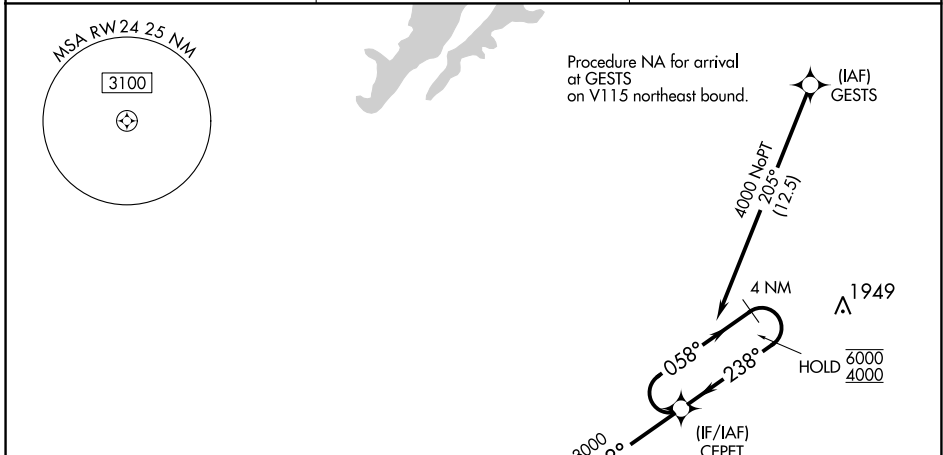 MSA RW24 25 NM
3100
Procedure NA for arrival
at GESTS
on V115 northeast bound.
(IAF)
GESTS
4000 NoPT
205°
(12.5)
4 NM
1949
058°
238°
HOLD 6000
4000
(IF/IAF)
CEPET
3000